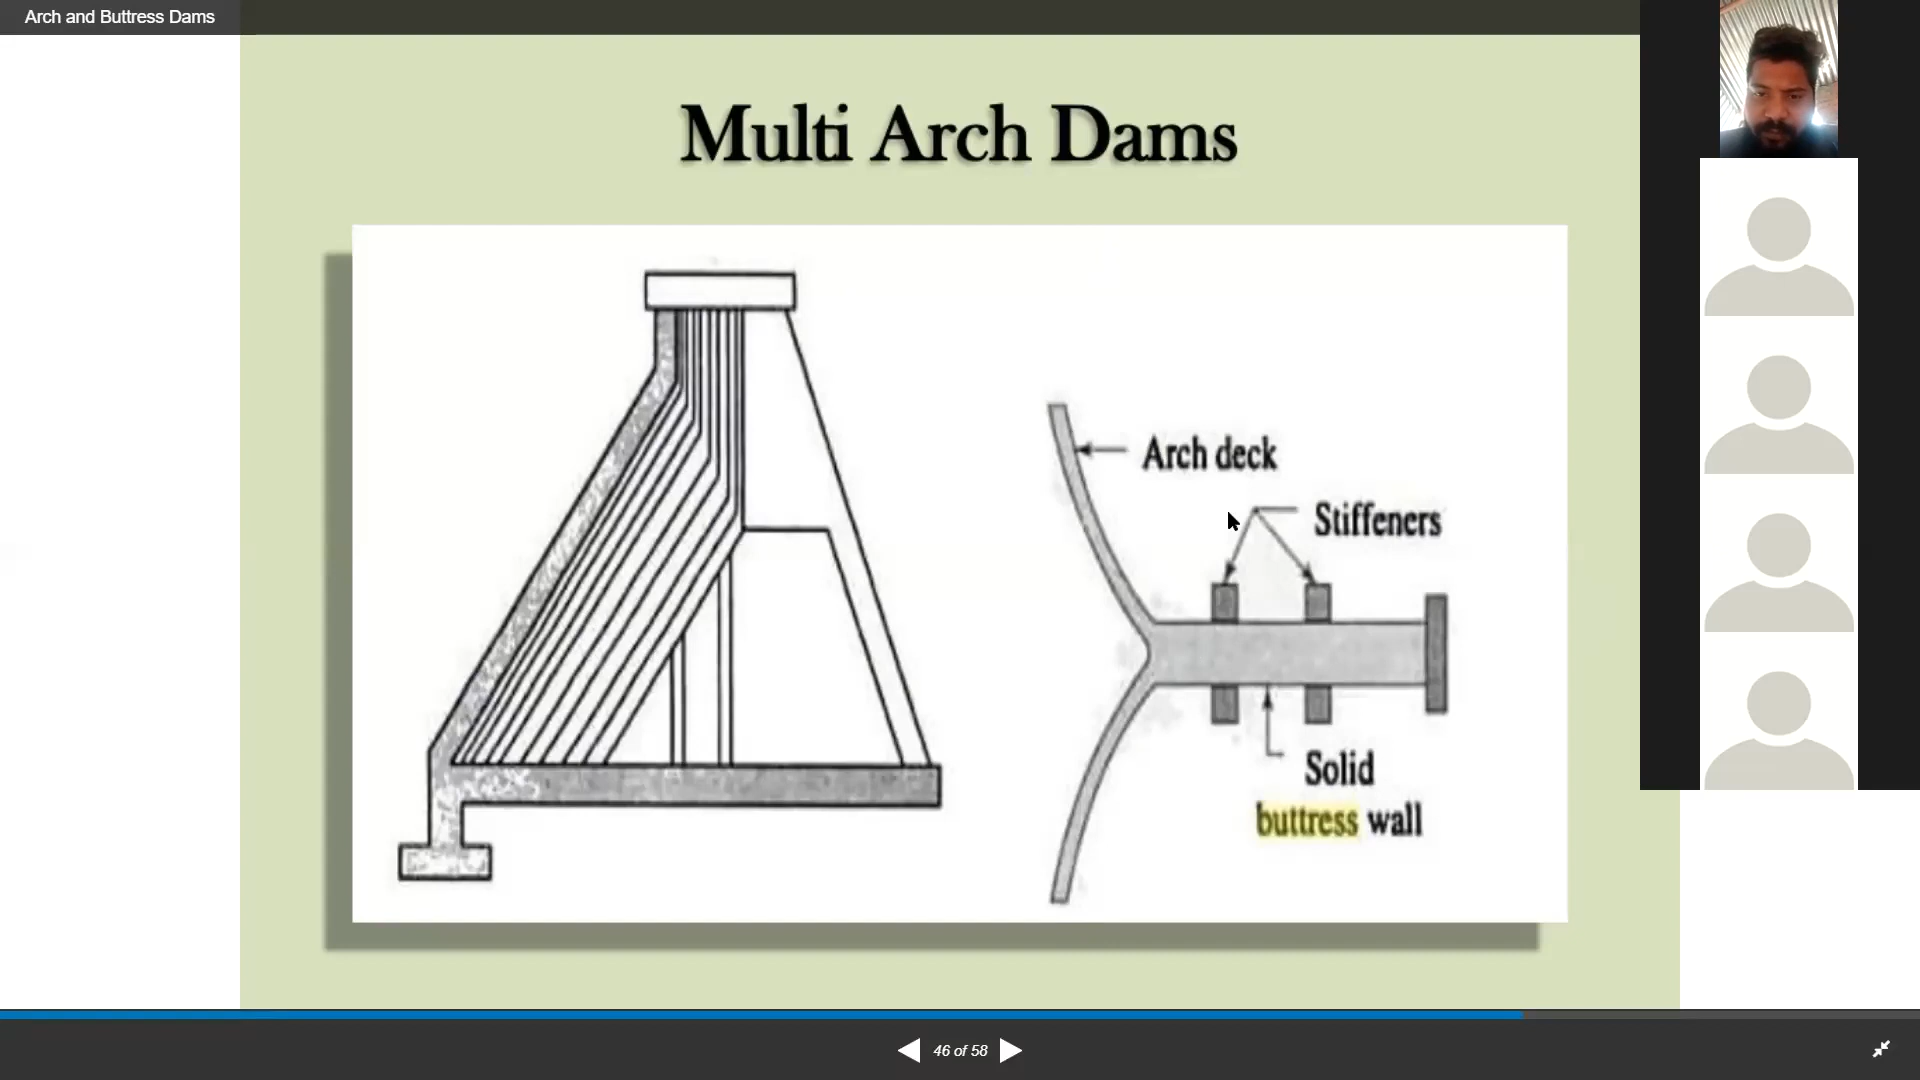 Arch and Buttress Dams
Multi Arch Dams
Arch deck
Stiffeners
Solid
buttress wall
46 of 58